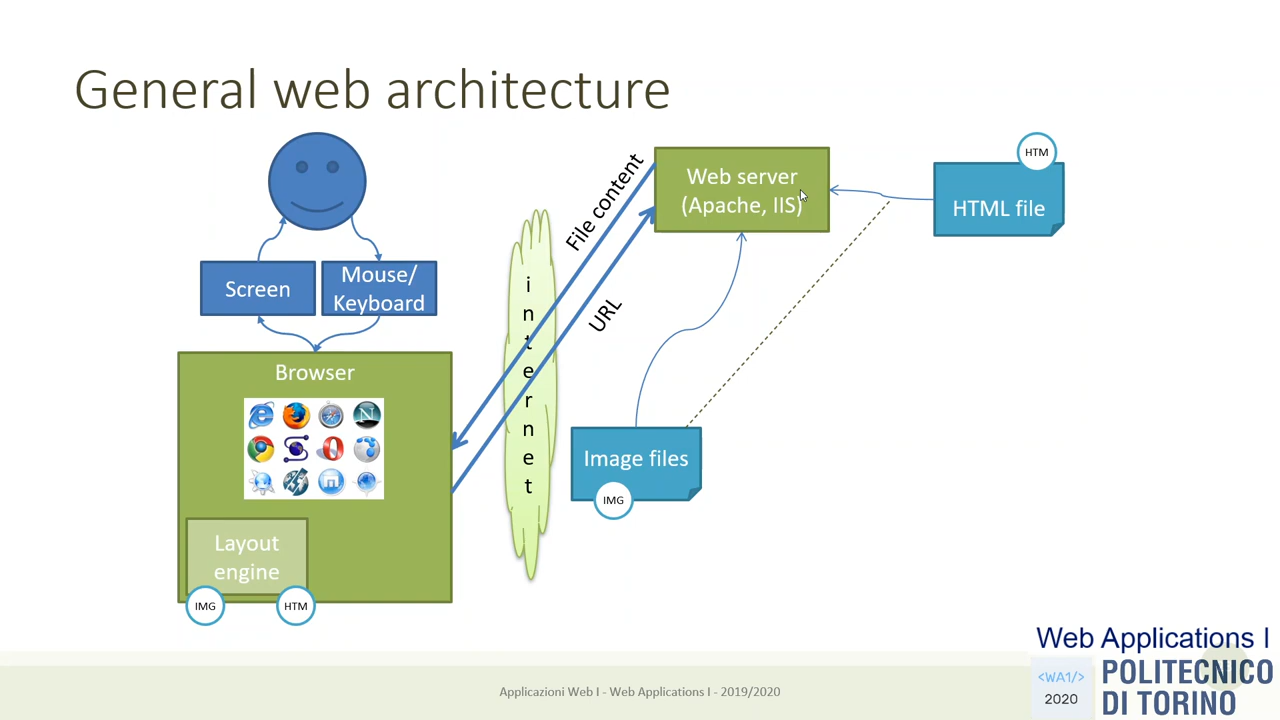 General web architecture
Screen
Mouse/
Keyboard
Browser
N
Layout
engine
IMG
HTM
internet
File content
URL
Web server
(Apache, IIS)
HTM
HTML file
Image files
IMG
Applicazioni Web I - Web Applications I - 2019/2020
Web Applications I
<WA1/>
2020
POLITECNICO
DI TORINO